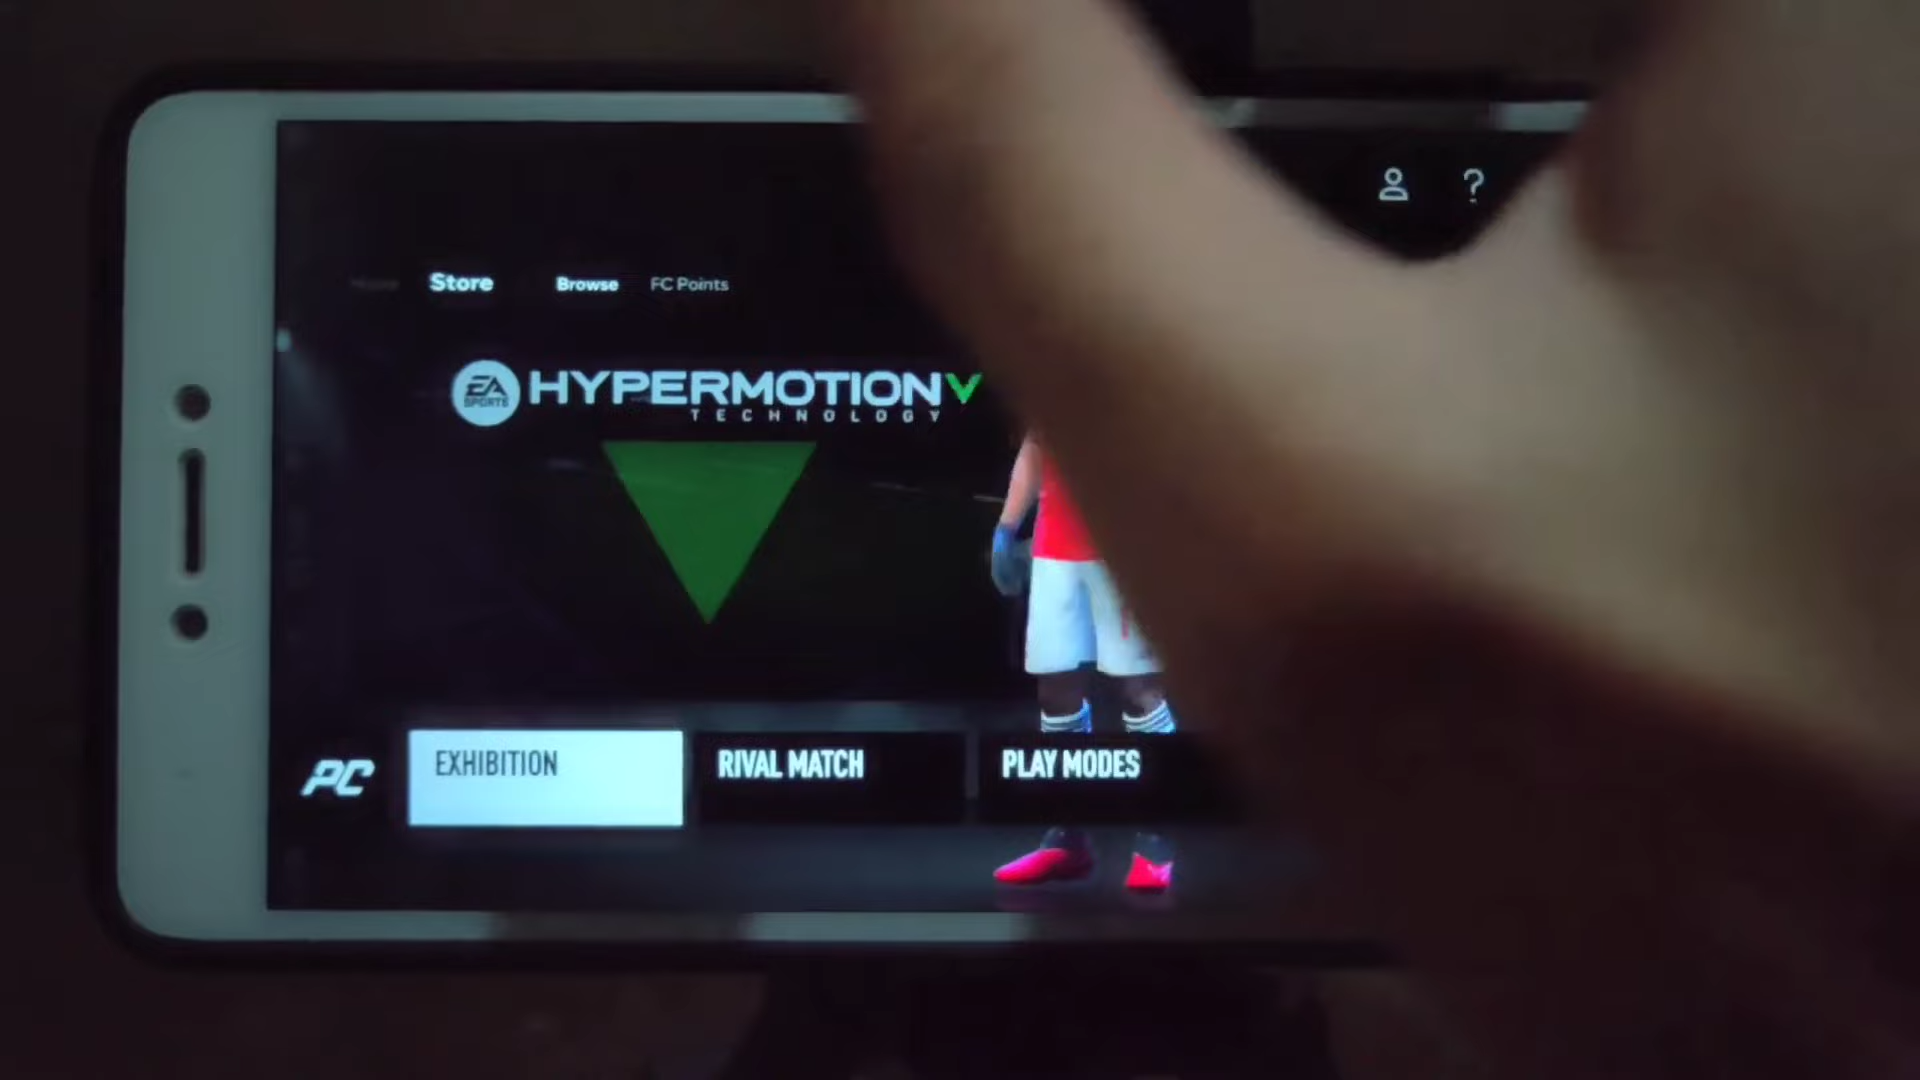 ?
Store Browse FC Points
EA SPORTS HYPERMOTION V
TECHNOLOGY
PC EXHIBITION RIVAL MATCH PLAY MODES